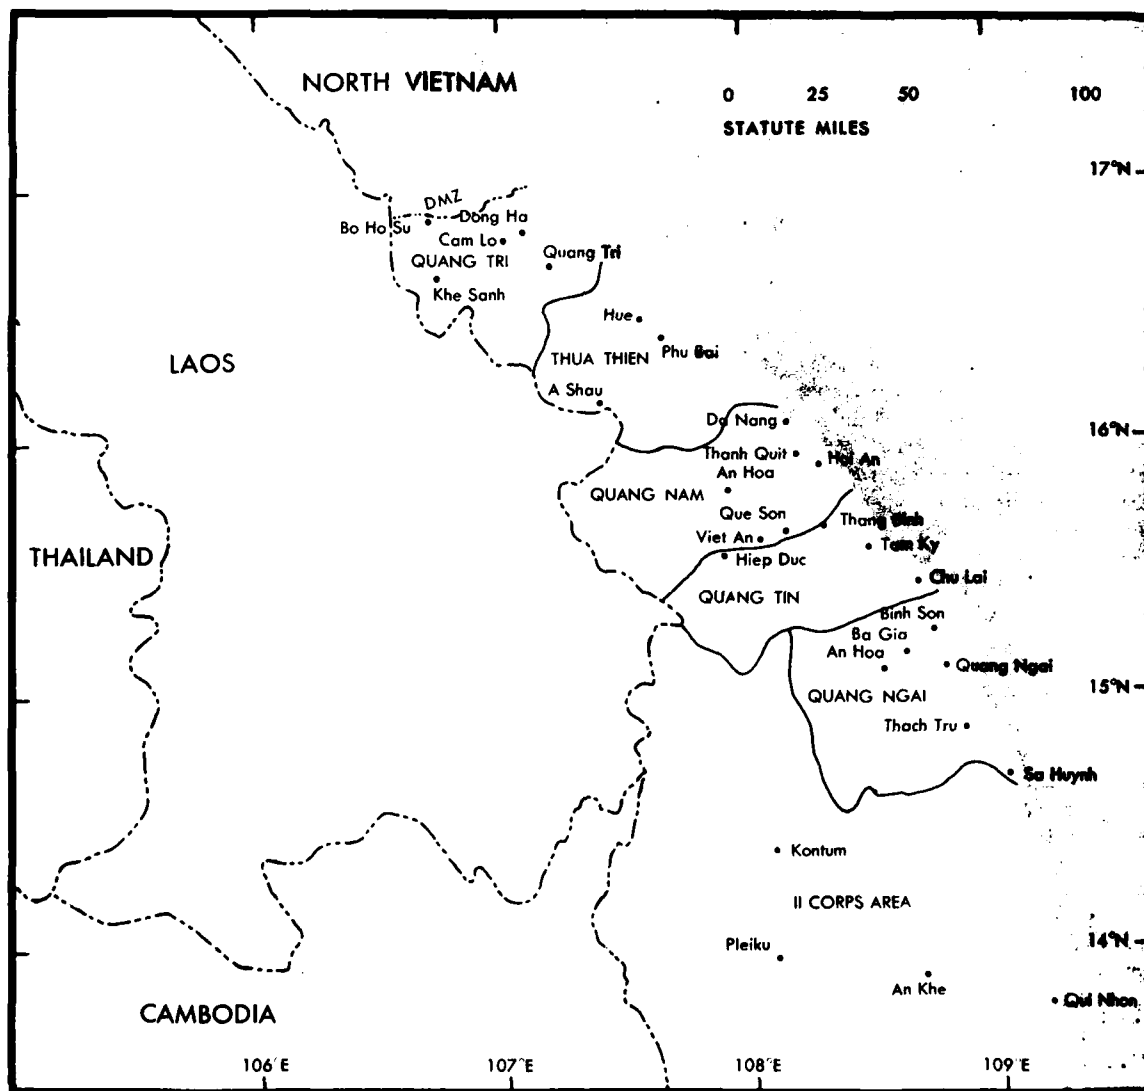 NORTH VIETNAM
0 25 50 100
STATUTE MILES
17°N
DMZ
Bo Ho Su
Dong Ha
Cam Lo
QUANG TRI
Quang Tri
Khe Sanh
Hue
Phu Bai
THUA THIEN
LAOS
A Shau
Da Nang
16°N
Thanh Quit
Hoi An
An Hoa
QUANG NAM
Que Son
Thang Binh
Viet An
Tam Ky
Hiep Duc
THAILAND
Chu Lai
QUANG TIN
Binh Son
Ba Gia
An Hoa
Quang Ngai
15°N
QUANG NGAI
Thach Tru
Sa Huynh
Kontum
II CORPS AREA
Pleiku
14°N
An Khe
Qui Nhon
CAMBODIA
106°E 107°E 108°E 109°E